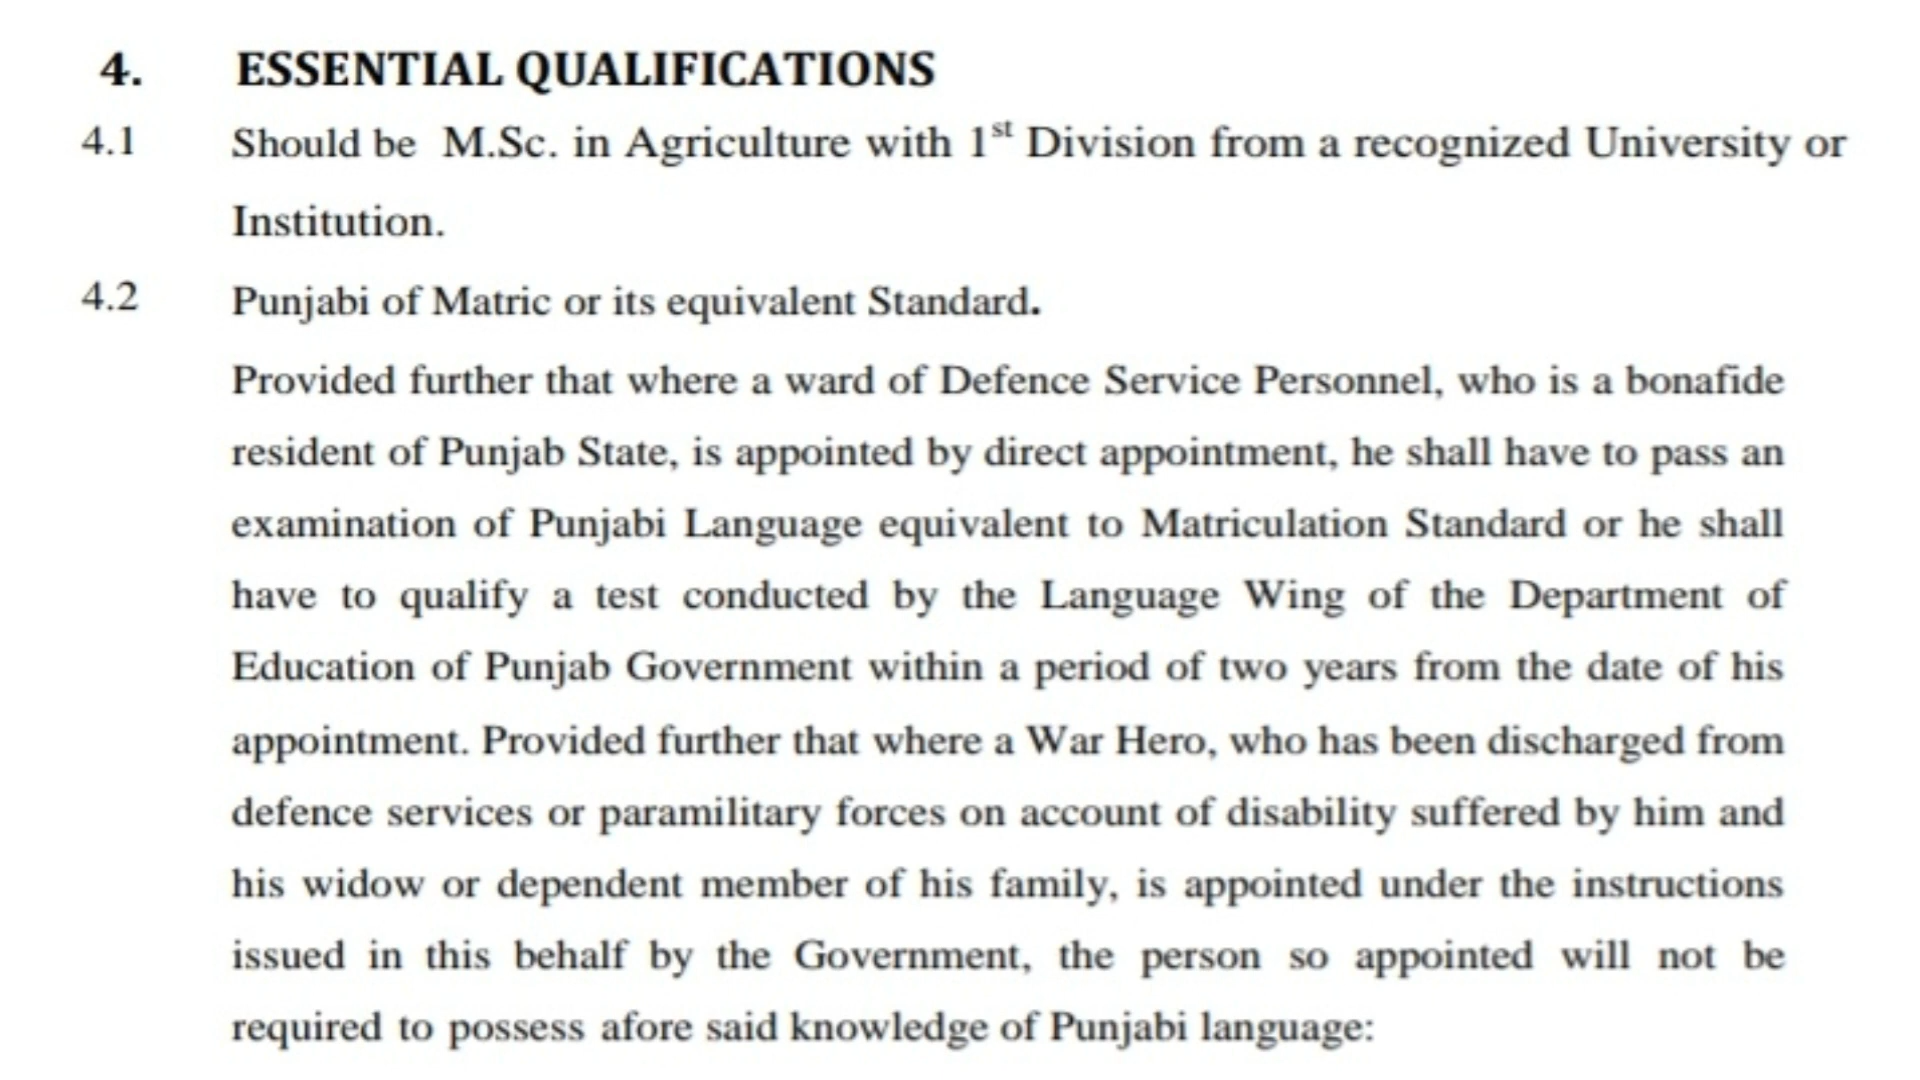 4. ESSENTIAL QUALIFICATIONS
4.1 Should be M.Sc. in Agriculture with 1st Division from a recognized University or
Institution.
4.2 Punjabi of Matric or its equivalent Standard.
Provided further that where a ward of Defence Service Personnel, who is a bonafide
resident of Punjab State, is appointed by direct appointment, he shall have to pass an
examination of Punjabi Language equivalent to Matriculation Standard or he shall
have to qualify a test conducted by the Language Wing of the Department of
Education of Punjab Government within a period of two years from the date of his
appointment. Provided further that where a War Hero, who has been discharged from
defence services or paramilitary forces on account of disability suffered by him and
his widow or dependent member of his family, is appointed under the instructions
issued in this behalf by the Government, the person so appointed will not be
required to possess afore said knowledge of Punjabi language: